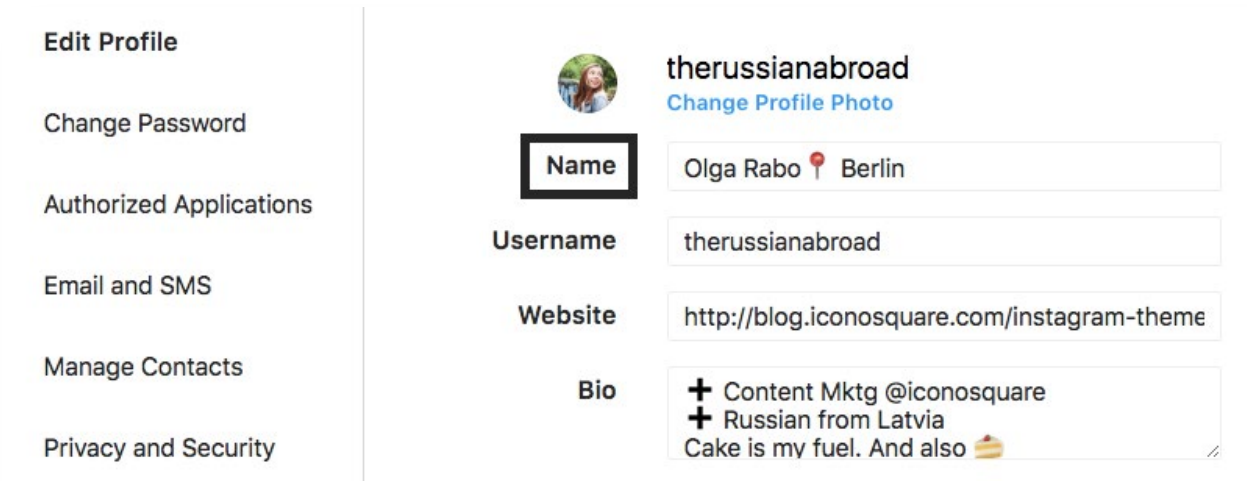 Edit Profile
Change Password
Authorized Applications
Email and SMS
Manage Contacts
Privacy and Security
therussianabroad
Change Profile Photo
Name
Olga Rabo📍 Berlin
Username
therussianabroad
Website
http://blog.iconosquare.com/instagram-theme
Bio
➕ Content Mktg @iconosquare
➕ Russian from Latvia
Cake is my fuel. And also 🍰